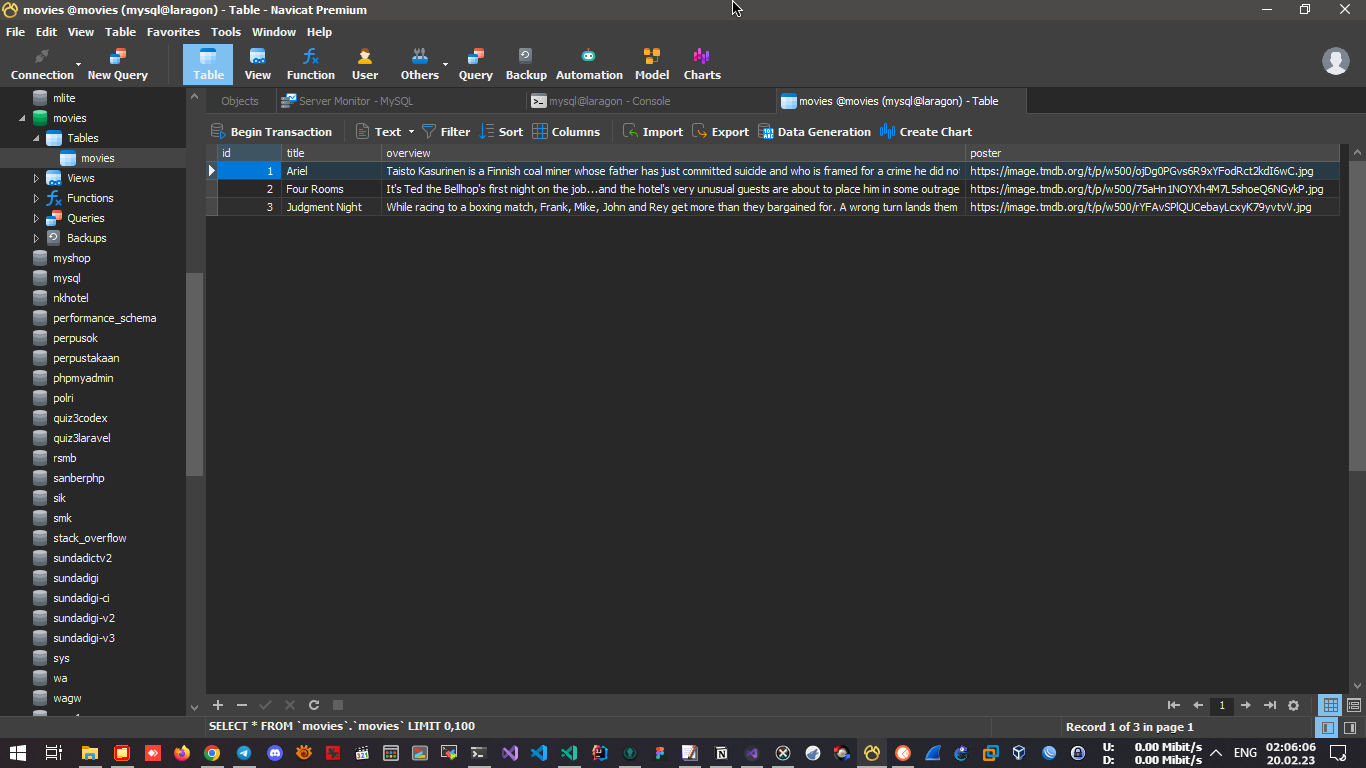 movies @movies (mysql@laragon) - Table - Navicat Premium
File Edit View Table Favorites Tools Window Help
Connection New Query Table View Function User Others Query Backup Automation Model Charts
Objects Server Monitor - MySQL mysql@laragon - Console movies @movies (mysql@laragon) - Table
Begin Transaction Text Filter Sort Columns Import Export Data Generation Create Chart
mlite
movies
Tables
movies
Views
Functions
Queries
Backups
myshop
mysql
nkhotel
performance_schema
perpusok
perpustakaan
phpmyadmin
polri
quiz3codex
quiz3laravel
rsmb
sanberphp
sik
smk
stack_overflow
sundadictv2
sundadigi
sundadigi-ci
sundadigi-v2
sundadigi-v3
sys
wa
wagw
id title overview poster
1 Ariel Taisto Kasurinen is a Finnish coal miner whose father has just committed suicide and who is framed for a crime he did not https://image.tmdb.org/t/p/w500/ojDg0PGvs6R9xYFodRct2kdI6wC.jpg
2 Four Rooms It's Ted the Bellhop's first night on the job...and the hotel's very unusual guests are about to place him in some outrage https://image.tmdb.org/t/p/w500/75aHn1NOYXh4M7L5shoeQ6NGykP.jpg
3 Judgment Night While racing to a boxing match, Frank, Mike, John and Rey get more than they bargained for. A wrong turn lands them https://image.tmdb.org/t/p/w500/rYFAvSPlQUCebayLcxyK79yvtvV.jpg
1
SELECT * FROM `movies`.`movies` LIMIT 0,100 Record 1 of 3 in page 1
U: 0.00 Mibit/s
D: 0.00 Mibit/s
ENG
02:06:06
20.02.23